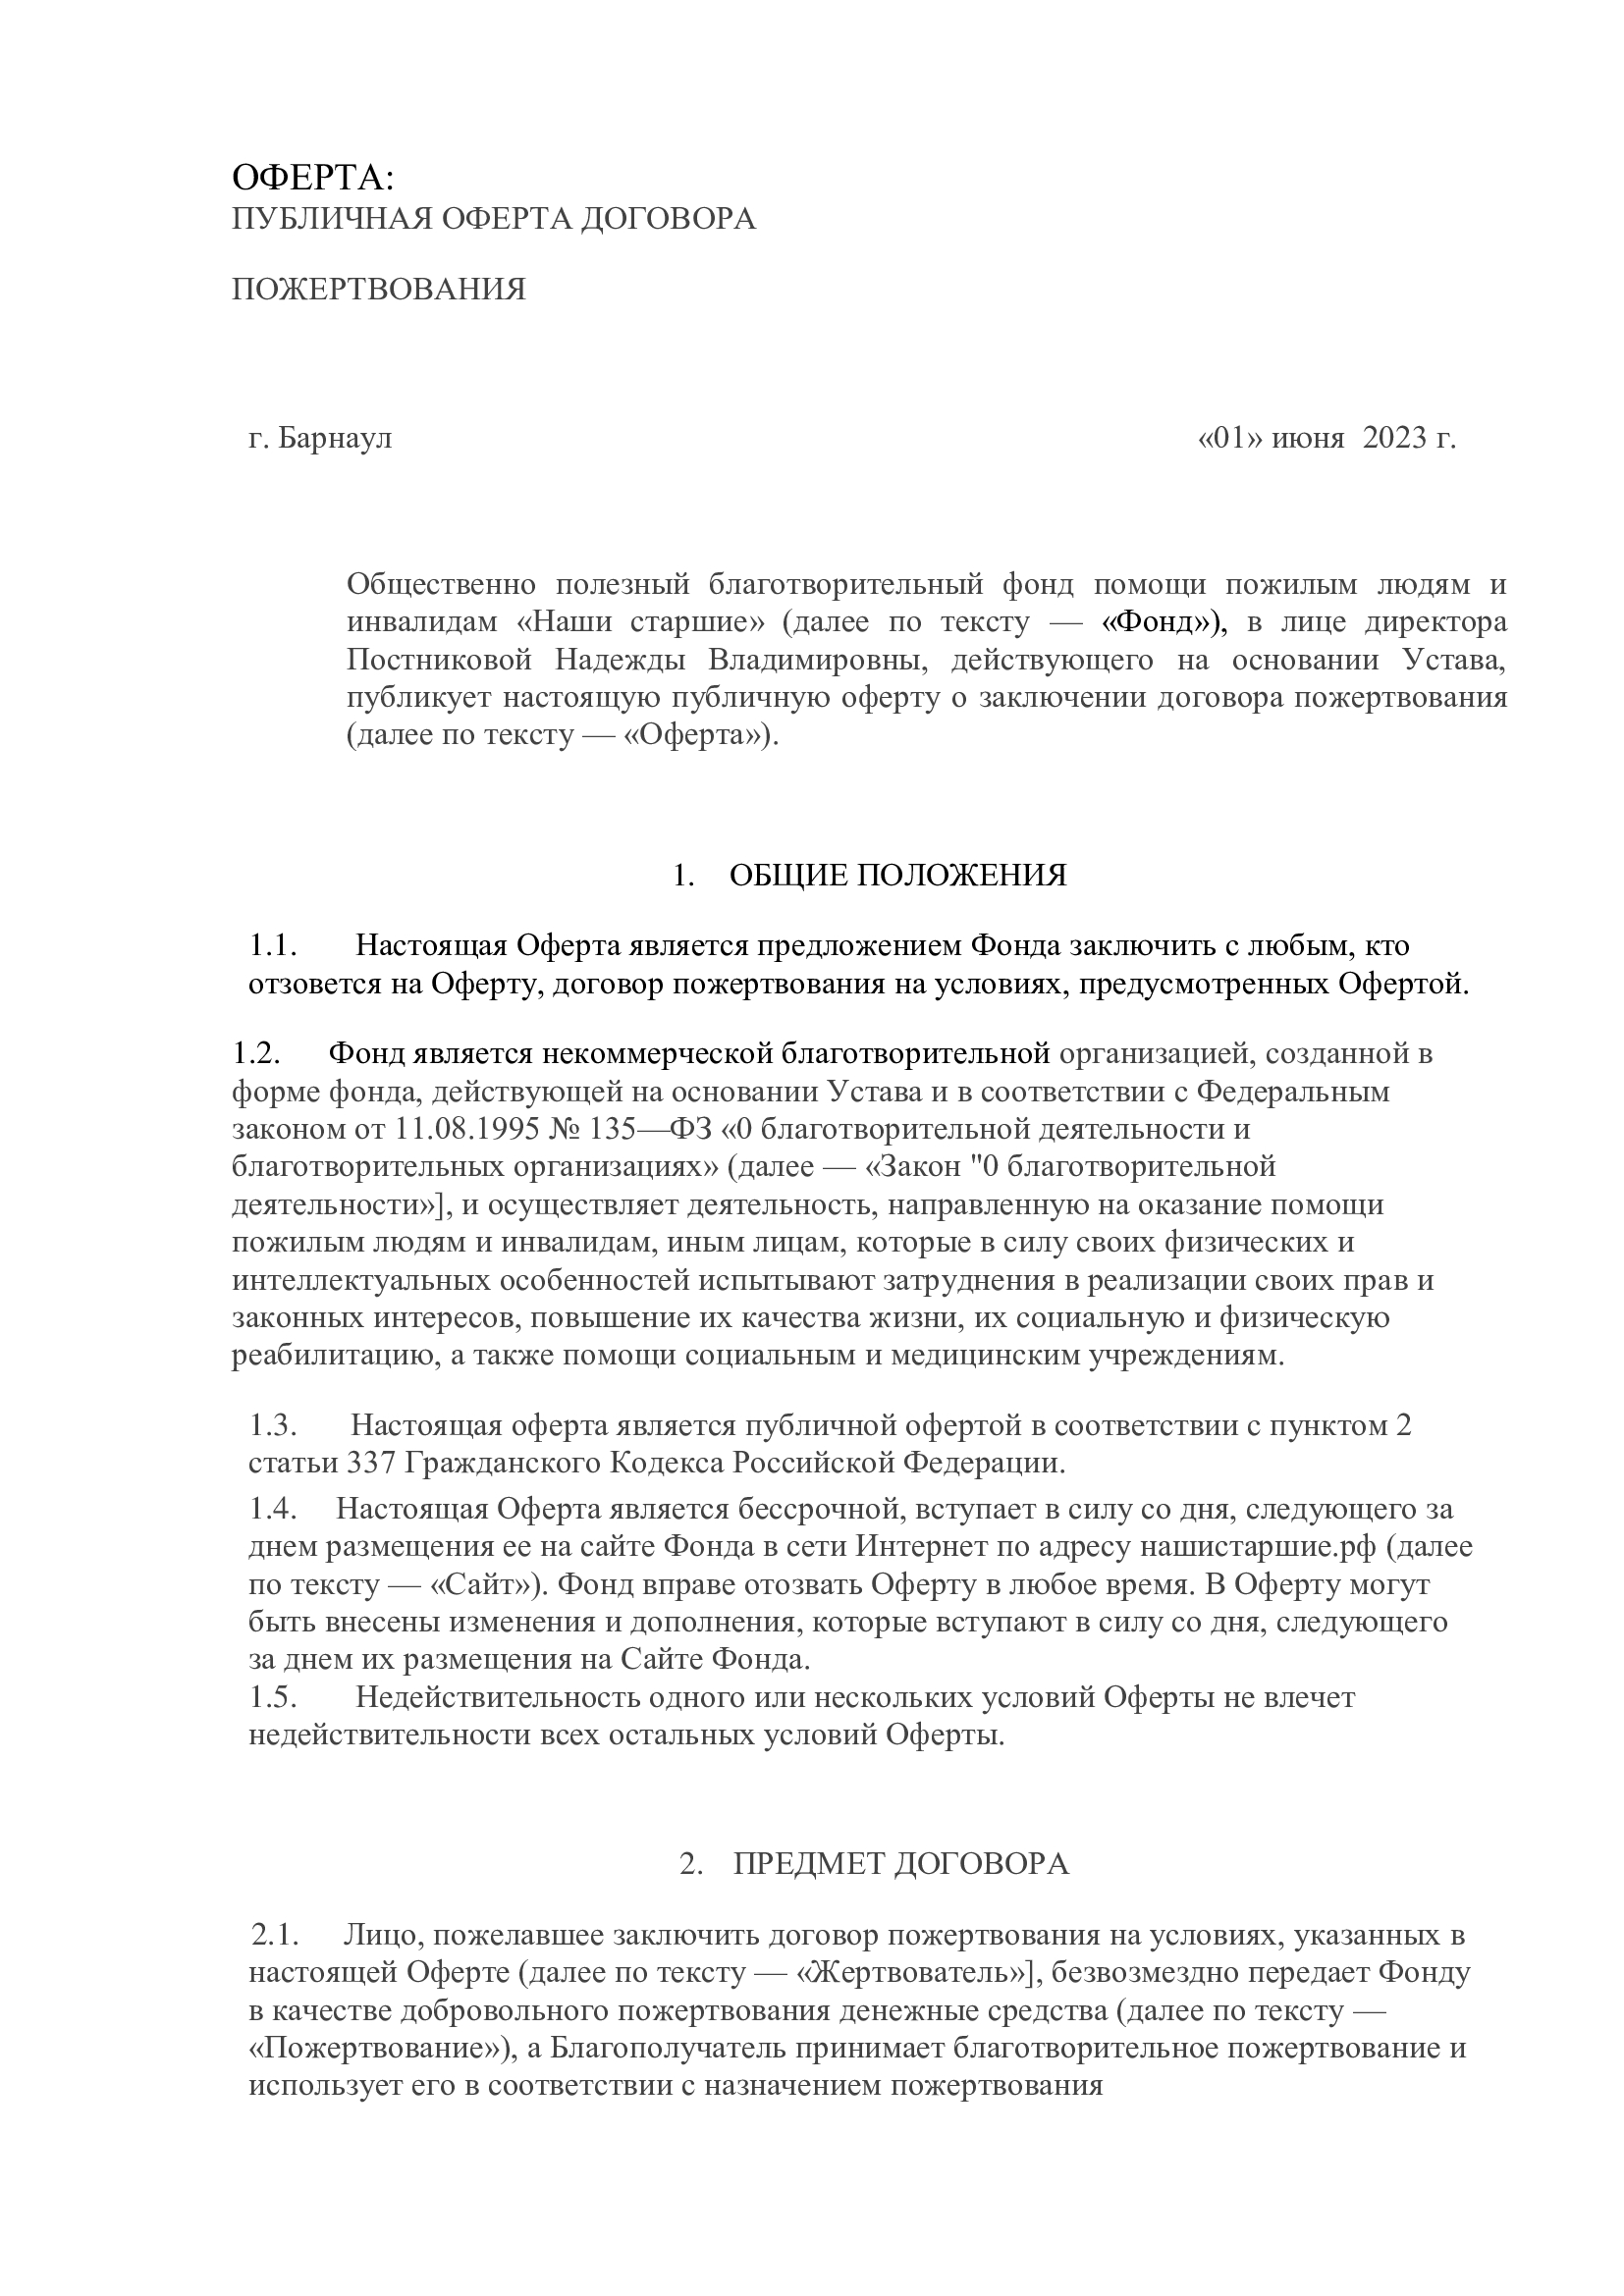 ОФЕРТА:
ПУБЛИЧНАЯ ОФЕРТА ДОГОВОРА
ПОЖЕРТВОВАНИЯ
г. Барнаул «01» июня 2023 г.
Общественно полезный благотворительный фонд помощи пожилым людям и
инвалидам «Наши старшие» (далее по тексту — «Фонд»), в лице директора
Постниковой Надежды Владимировны, действующего на основании Устава,
публикует настоящую публичную оферту о заключении договора пожертвования
(далее по тексту — «Оферта»).
1. ОБЩИЕ ПОЛОЖЕНИЯ
1.1. Настоящая Оферта является предложением Фонда заключить с любым, кто
отзовется на Оферту, договор пожертвования на условиях, предусмотренных Офертой.
1.2. Фонд является некоммерческой благотворительной организацией, созданной в
форме фонда, действующей на основании Устава и в соответствии с Федеральным
законом от 11.08.1995 № 135—ФЗ «0 благотворительной деятельности и
благотворительных организациях» (далее — «Закон "0 благотворительной
деятельности»], и осуществляет деятельность, направленную на оказание помощи
пожилым людям и инвалидам, иным лицам, которые в силу своих физических и
интеллектуальных особенностей испытывают затруднения в реализации своих прав и
законных интересов, повышение их качества жизни, их социальную и физическую
реабилитацию, а также помощи социальным и медицинским учреждениям.
1.3. Настоящая оферта является публичной офертой в соответствии с пунктом 2
статьи 337 Гражданского Кодекса Российской Федерации.
1.4. Настоящая Оферта является бессрочной, вступает в силу со дня, следующего за
днем размещения ее на сайте Фонда в сети Интернет по адресу нашистаршие.рф (далее
по тексту — «Сайт»). Фонд вправе отозвать Оферту в любое время. В Оферту могут
быть внесены изменения и дополнения, которые вступают в силу со дня, следующего
за днем их размещения на Сайте Фонда.
1.5. Недействительность одного или нескольких условий Оферты не влечет
недействительности всех остальных условий Оферты.
2. ПРЕДМЕТ ДОГОВОРА
2.1. Лицо, пожелавшее заключить договор пожертвования на условиях, указанных в
настоящей Оферте (далее по тексту — «Жертвователь»], безвозмездно передает Фонду
в качестве добровольного пожертвования денежные средства (далее по тексту —
«Пожертвование»), а Благополучатель принимает благотворительное пожертвование и
использует его в соответствии с назначением пожертвования